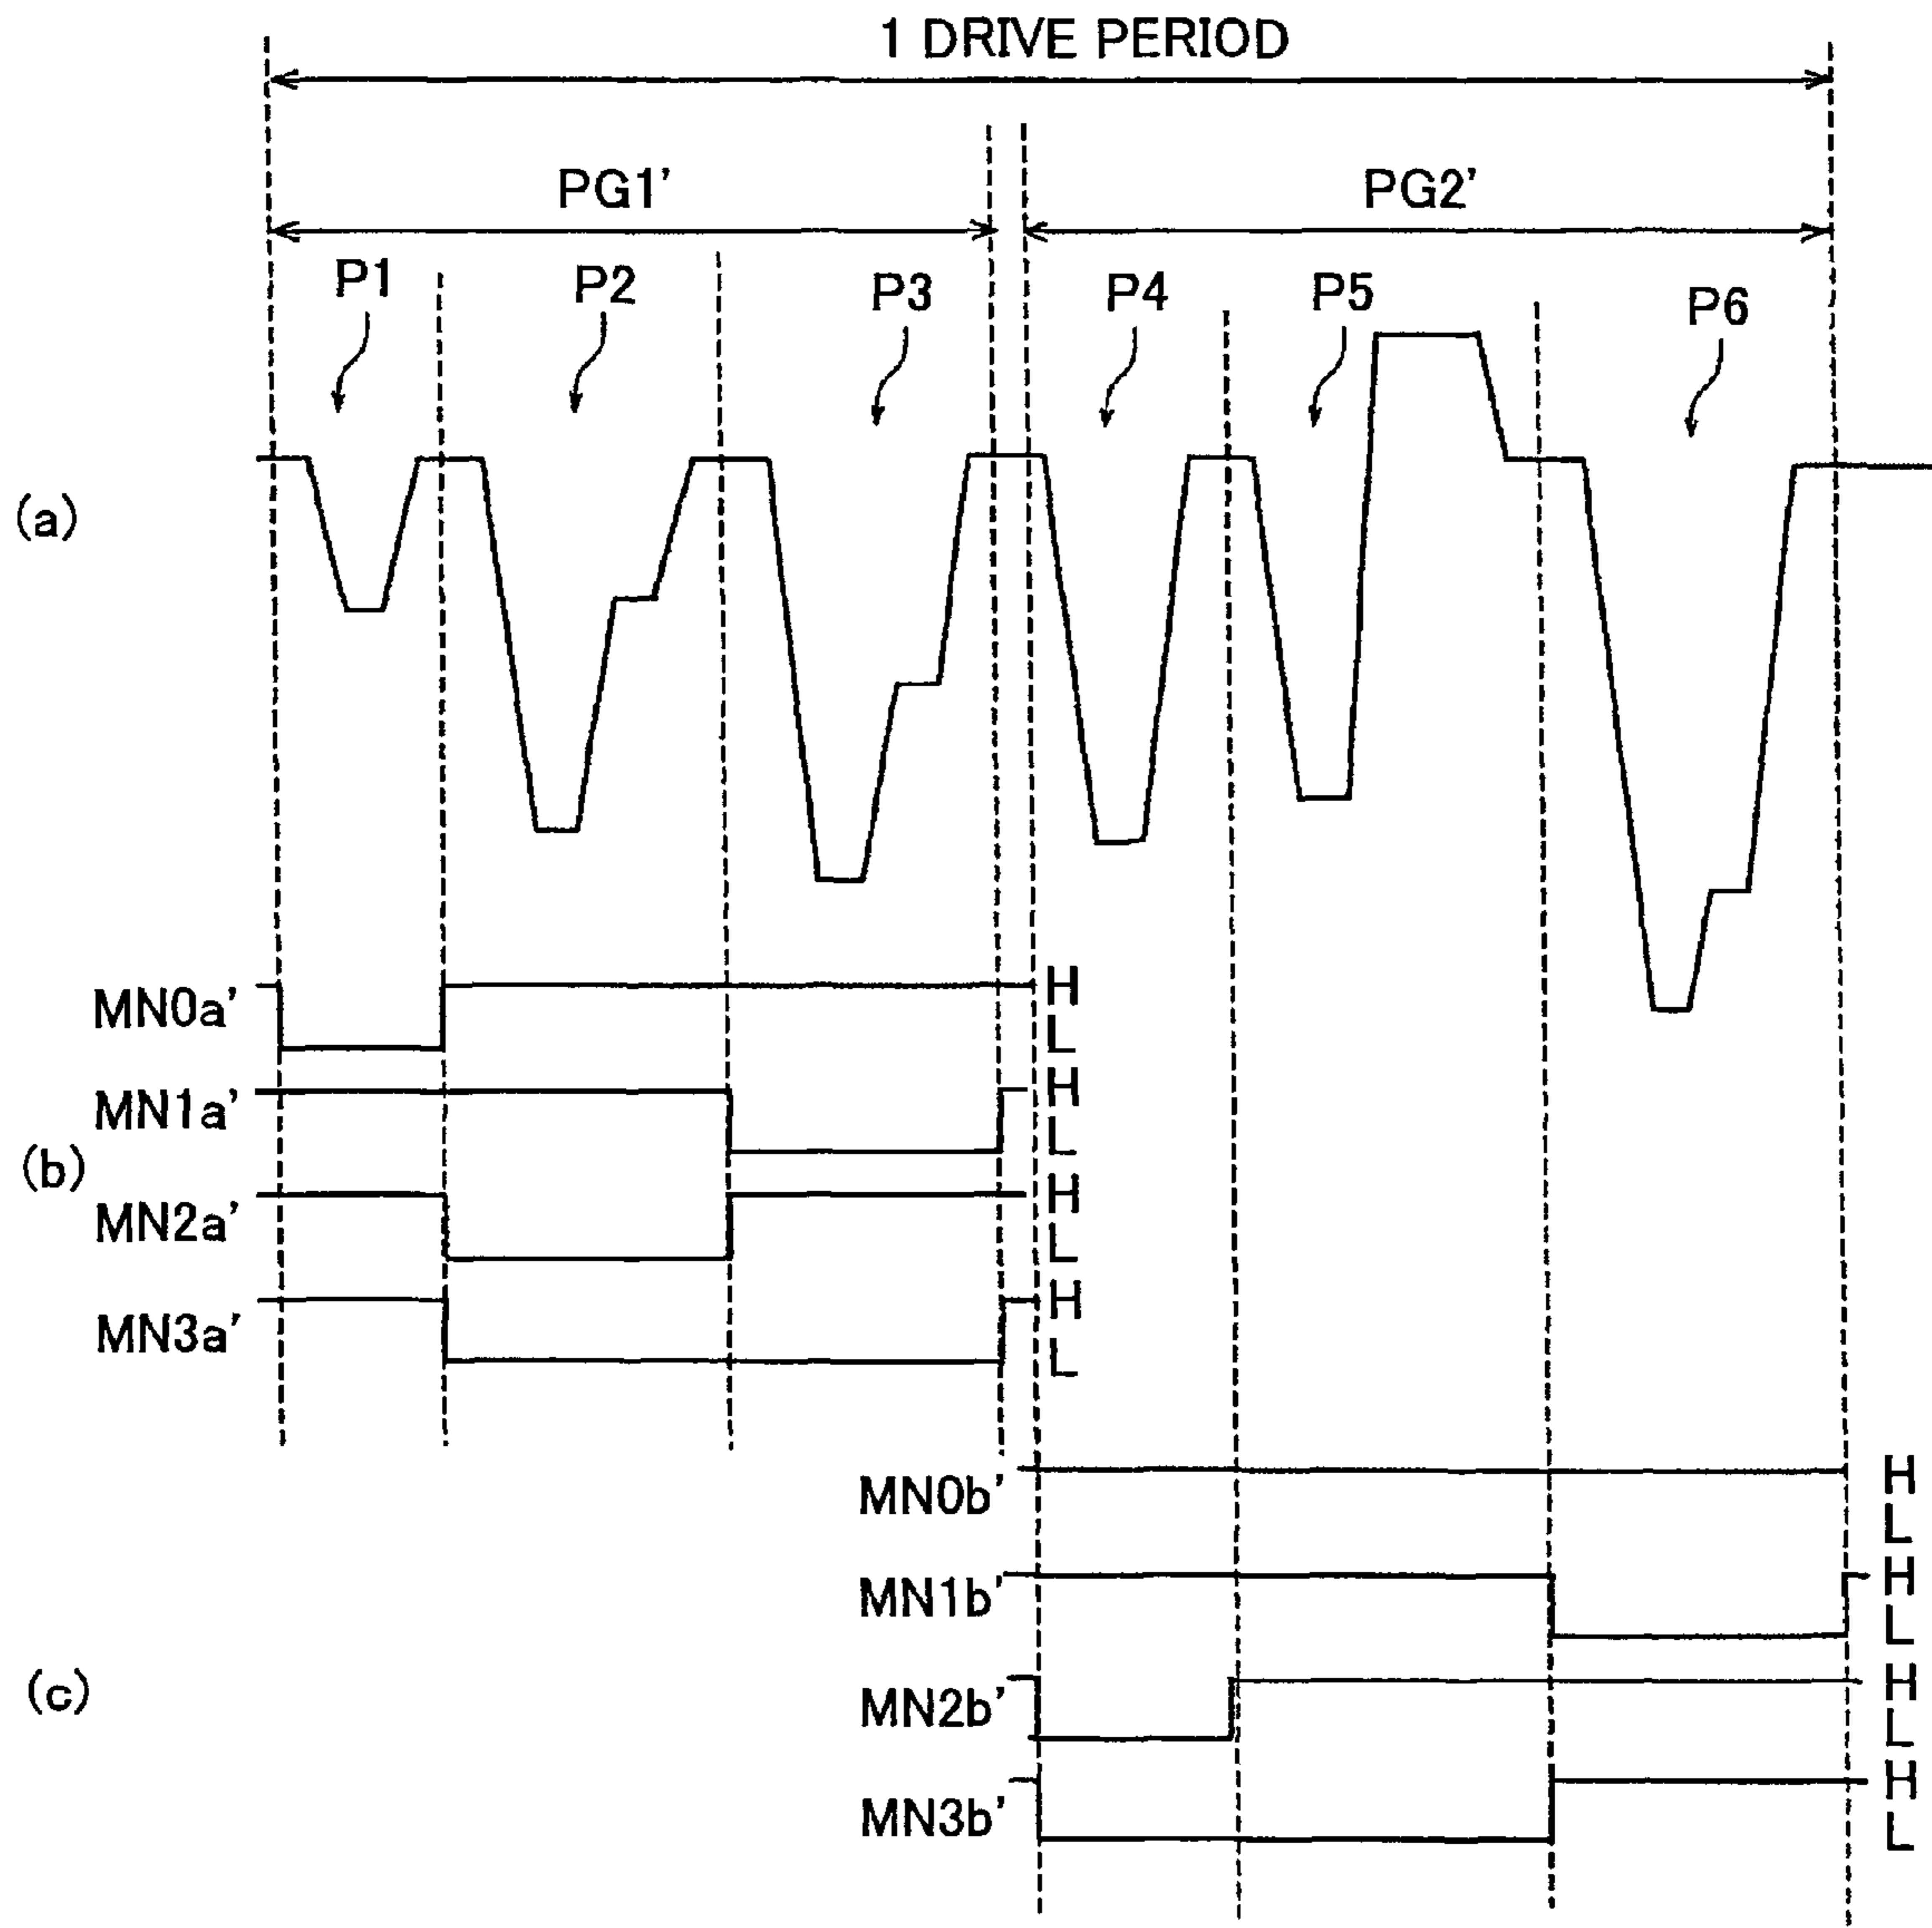 1 DRIVE PERIOD
PG1' PG2'
P1 P2 P3 P4 P5 P6
(a)
MN0a' H
L
MN1a' H
L
(b)
MN2a' H
L
MN3a' H
L
MN0b' H
L
MN1b' H
L
(c)
MN2b' H
L
MN3b' H
L